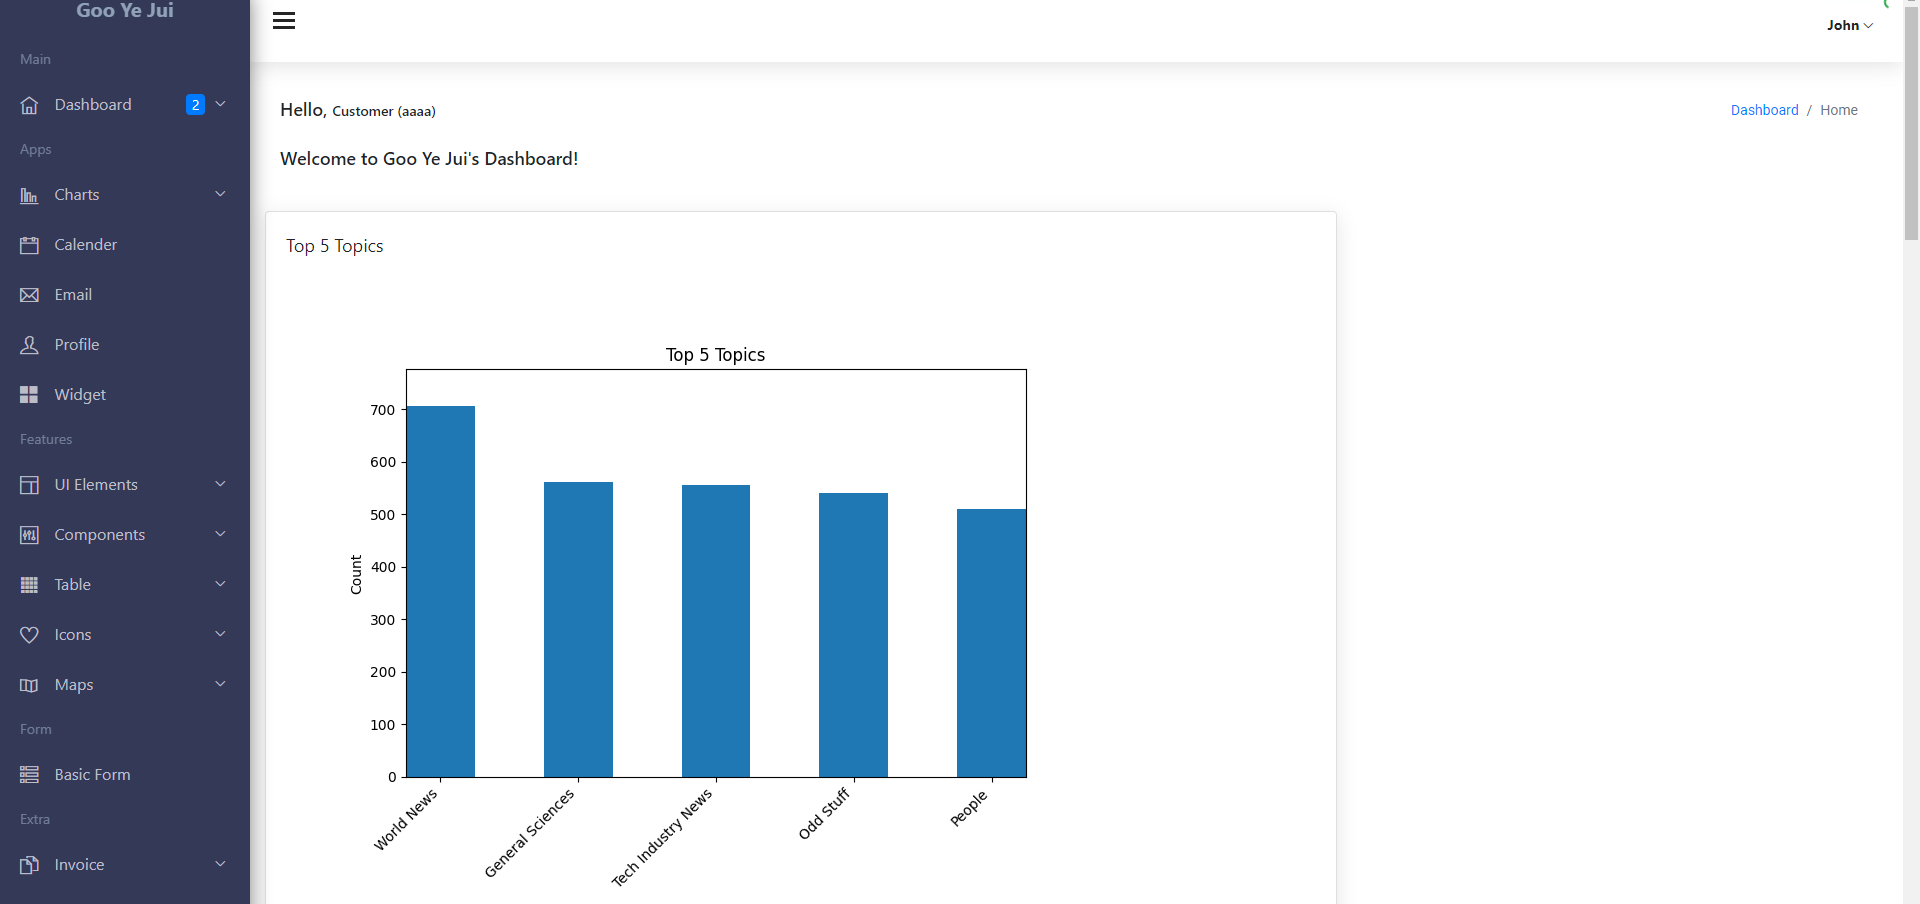 Goo Ye Jui
Main
Dashboard 2
Apps
Charts
Calender
Email
Profile
Widget
Features
UI Elements
Components
Table
Icons
Maps
Form
Basic Form
Extra
Invoice
John
Hello, Customer (aaaa)
Dashboard / Home
Welcome to Goo Ye Jui's Dashboard!
Top 5 Topics
Top 5 Topics
700
600
500
400
300
200
100
0
Count
World News
General Sciences
Tech Industry News
Odd Stuff
People